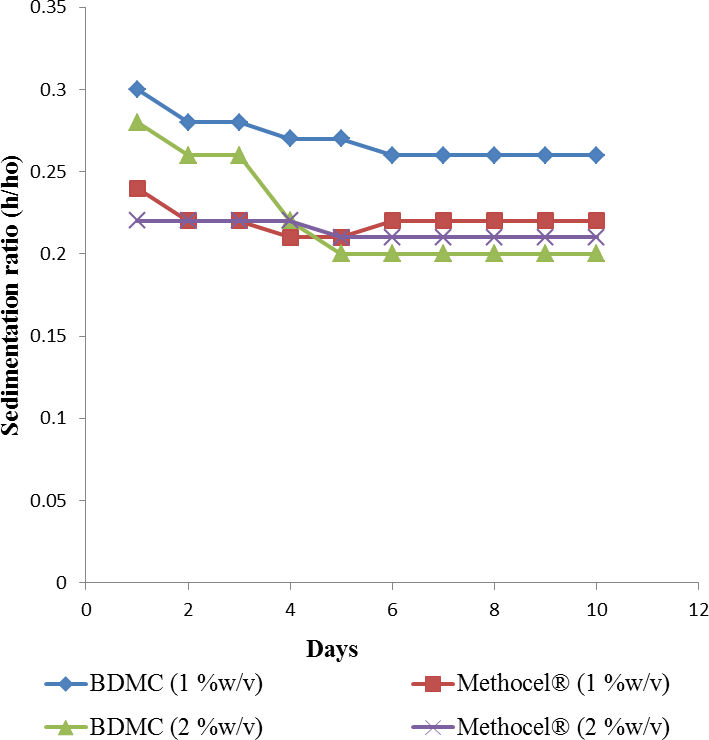 0.35
0.3
0.25
0.2
0.15
0.1
0.05
0
Sedimentation ratio (h/ho)
0 2 4 6 8 10 12
Days
BDMC (1 %w/v) Methocel® (1 %w/v)
BDMC (2 %w/v) Methocel® (2 %w/v)